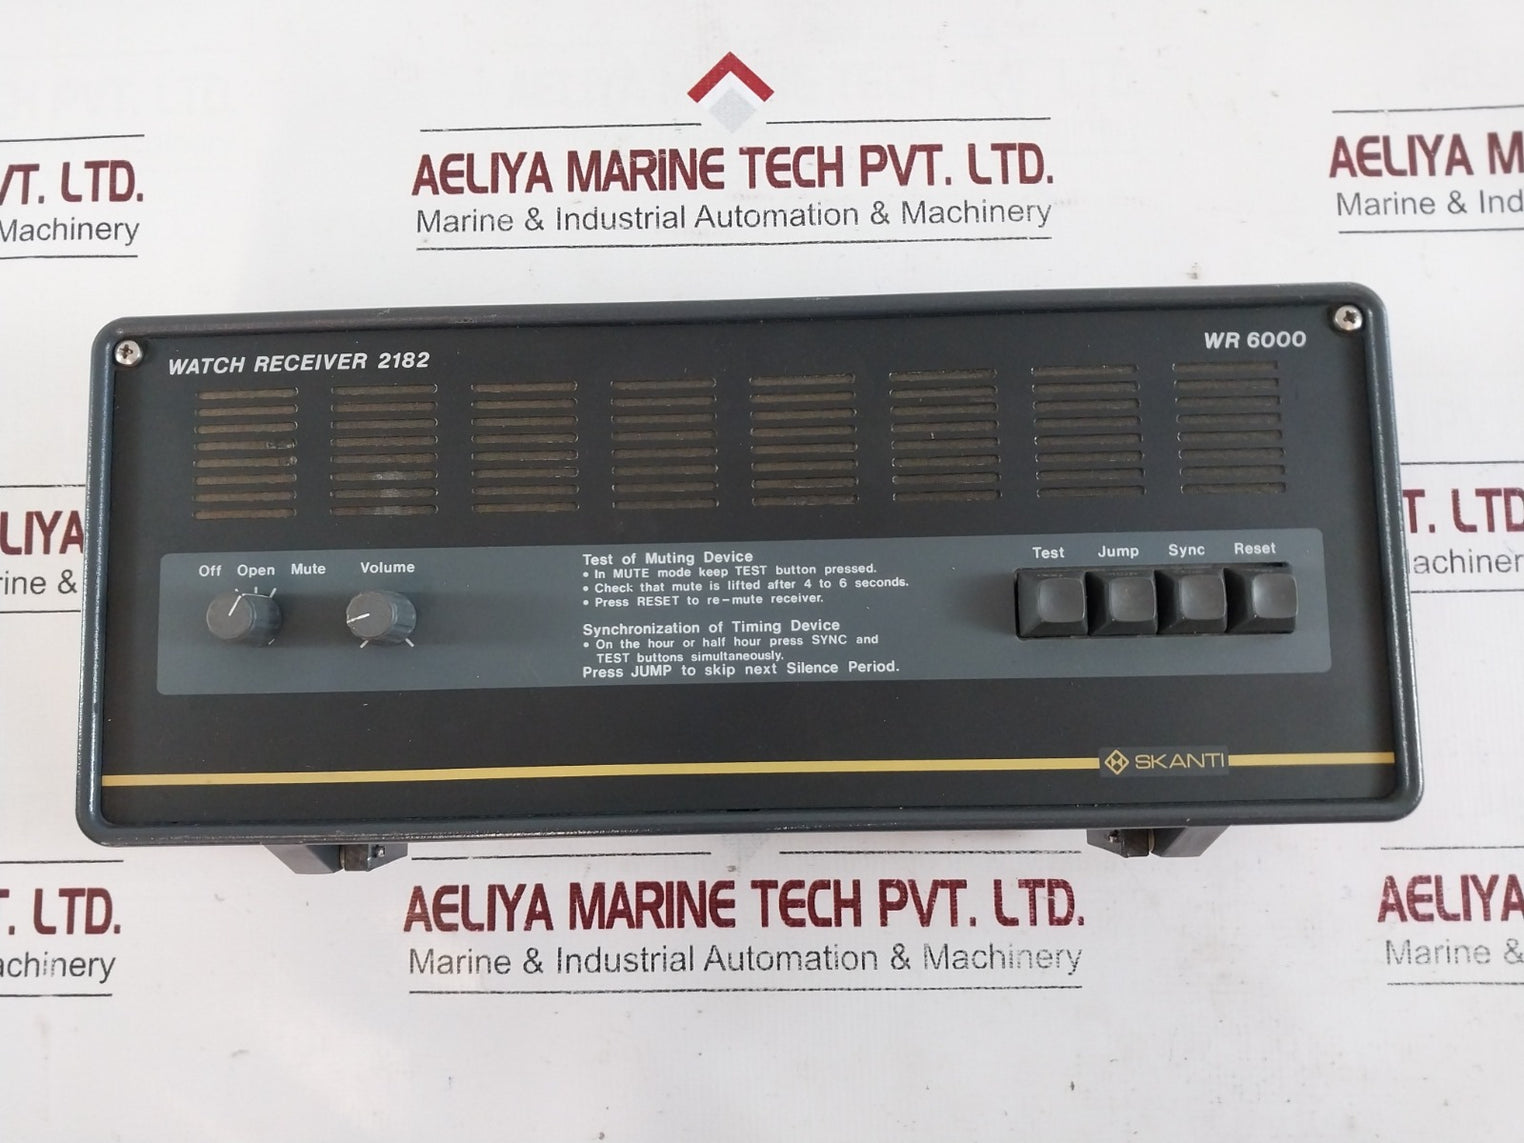 AELIYA MARINE TECH PVT. LTD.
Marine & Industrial Automation & Machinery
VT. LTD.
Machinery
AELIYA M
Marine & Ind
WATCH RECEIVER 2182
WR 6000
Off Open Mute Volume
Test of Muting Device
• In MUTE mode keep TEST button pressed.
• Check that mute is lifted after 4 to 6 seconds.
• Press RESET to re-mute receiver.
Synchronization of Timing Device
• On the hour or half hour press SYNC and
TEST buttons simultaneously.
Press JUMP to skip next Silence Period.
Test Jump Sync Reset
SKANTI
LIYA
ine &
T. LTD
achiner
AELIYA MARINE TECH PVT. LTD.
Marine & Industrial Automation & Machinery
T. LTD.
achinery
AELIYA
Marine &